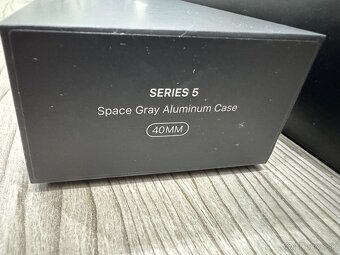 SERIES 5
Space Gray Aluminum Case
40MM